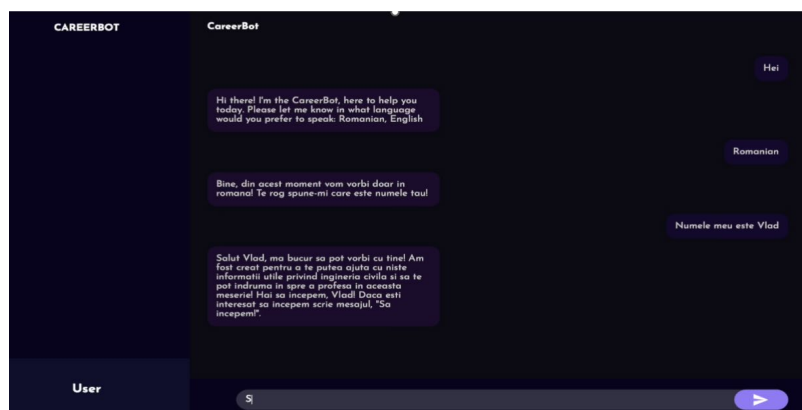 CAREERBOT
CareerBot
Hei
Hi there! I'm the CareerBot, here to help you
today. Please let me know in what language
would you prefer to speak: Romanian, English
Romanian
Bine, din acest moment vom vorbi doar in
romana! Te rog spune-mi care este numele tau!
Numele meu este Vlad
Salut Vlad, ma bucur sa pot vorbi cu tine! Am
fost creat pentru a te putea ajuta cu niste
informatii utile privind ingineria civila si sa te
pot indruma in spre a profesa in aceasta
meserie! Hai sa incepem, Vlad! Daca esti
interesat sa incepem scrie mesajul, "Sa
incepem!".
User
S